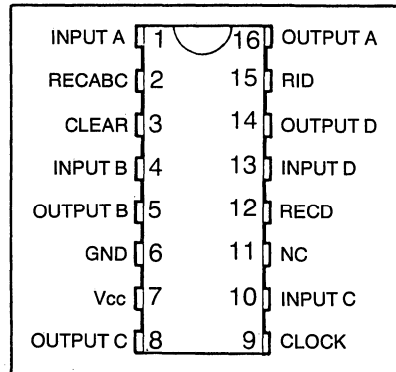 INPUT A 1 16 OUTPUT A
RECABC 2 15 RID
CLEAR 3 14 OUTPUT D
INPUT B 4 13 INPUT D
OUTPUT B 5 12 RECD
GND 6 11 NC
Vcc 7 10 INPUT C
OUTPUT C 8 9 CLOCK